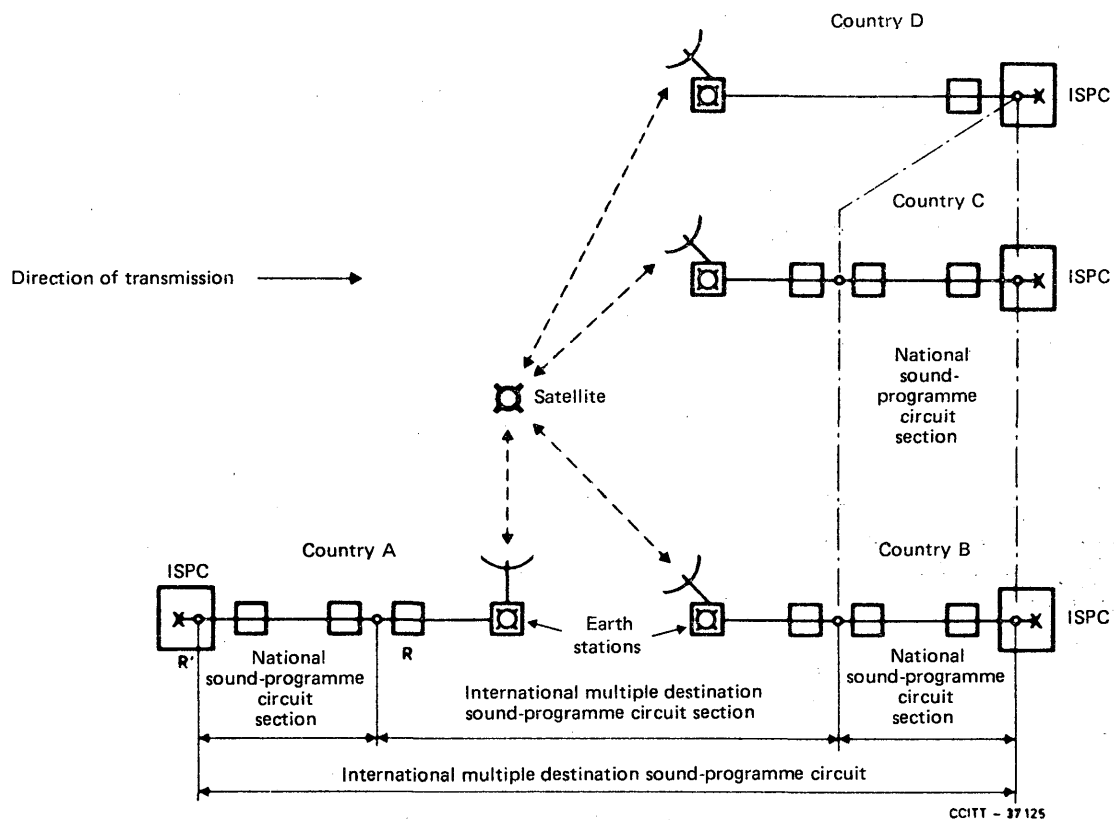 Country D
ISPC
Country C
Direction of transmission
ISPC
National
sound-
programme
circuit
section
Satellite
Country A
Country B
ISPC
Earth
stations
ISPC
R'
R
National
sound-programme
circuit
section
International multiple destination
sound-programme circuit section
National
sound-programme
circuit
section
International multiple destination sound-programme circuit
CCITT - 37125